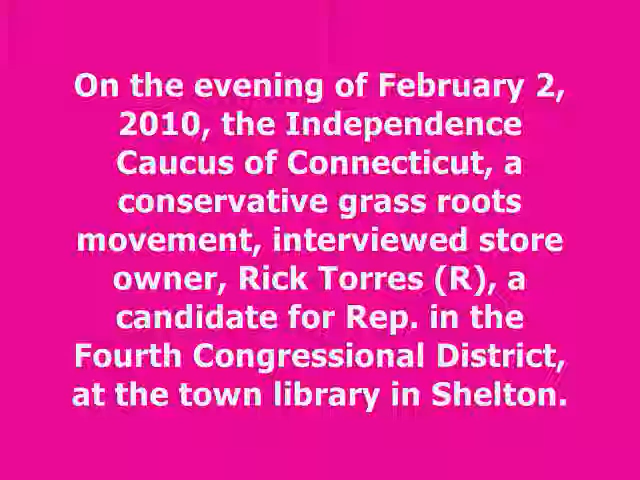 On the evening of February 2,
2010, the Independence
Caucus of Connecticut, a
conservative grass roots
movement, interviewed store
owner, Rick Torres (R), a
candidate for Rep. in the
Fourth Congressional District,
at the town library in Shelton.